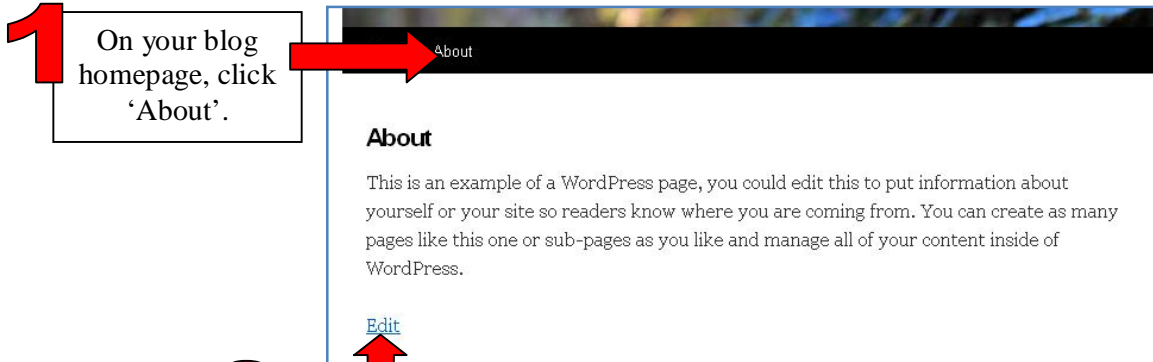 1
On your blog
homepage, click
‘About’.
About
About
This is an example of a WordPress page, you could edit this to put information about
yourself or your site so readers know where you are coming from. You can create as many
pages like this one or sub-pages as you like and manage all of your content inside of
WordPress.
Edit